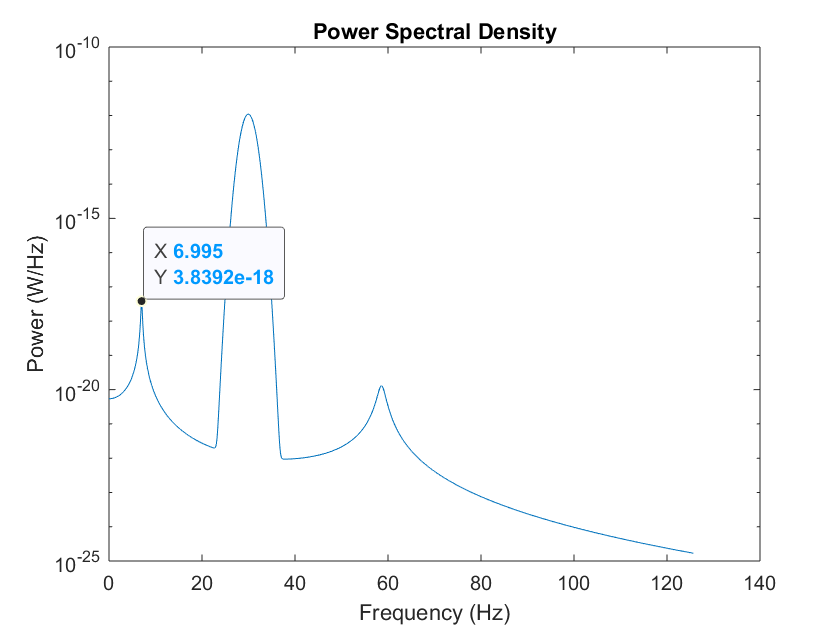 Power Spectral Density
10^-10
10^-15
10^-20
10^-25
Power (W/Hz)
X 6.995
Y 3.8392e-18
0 20 40 60 80 100 120 140
Frequency (Hz)